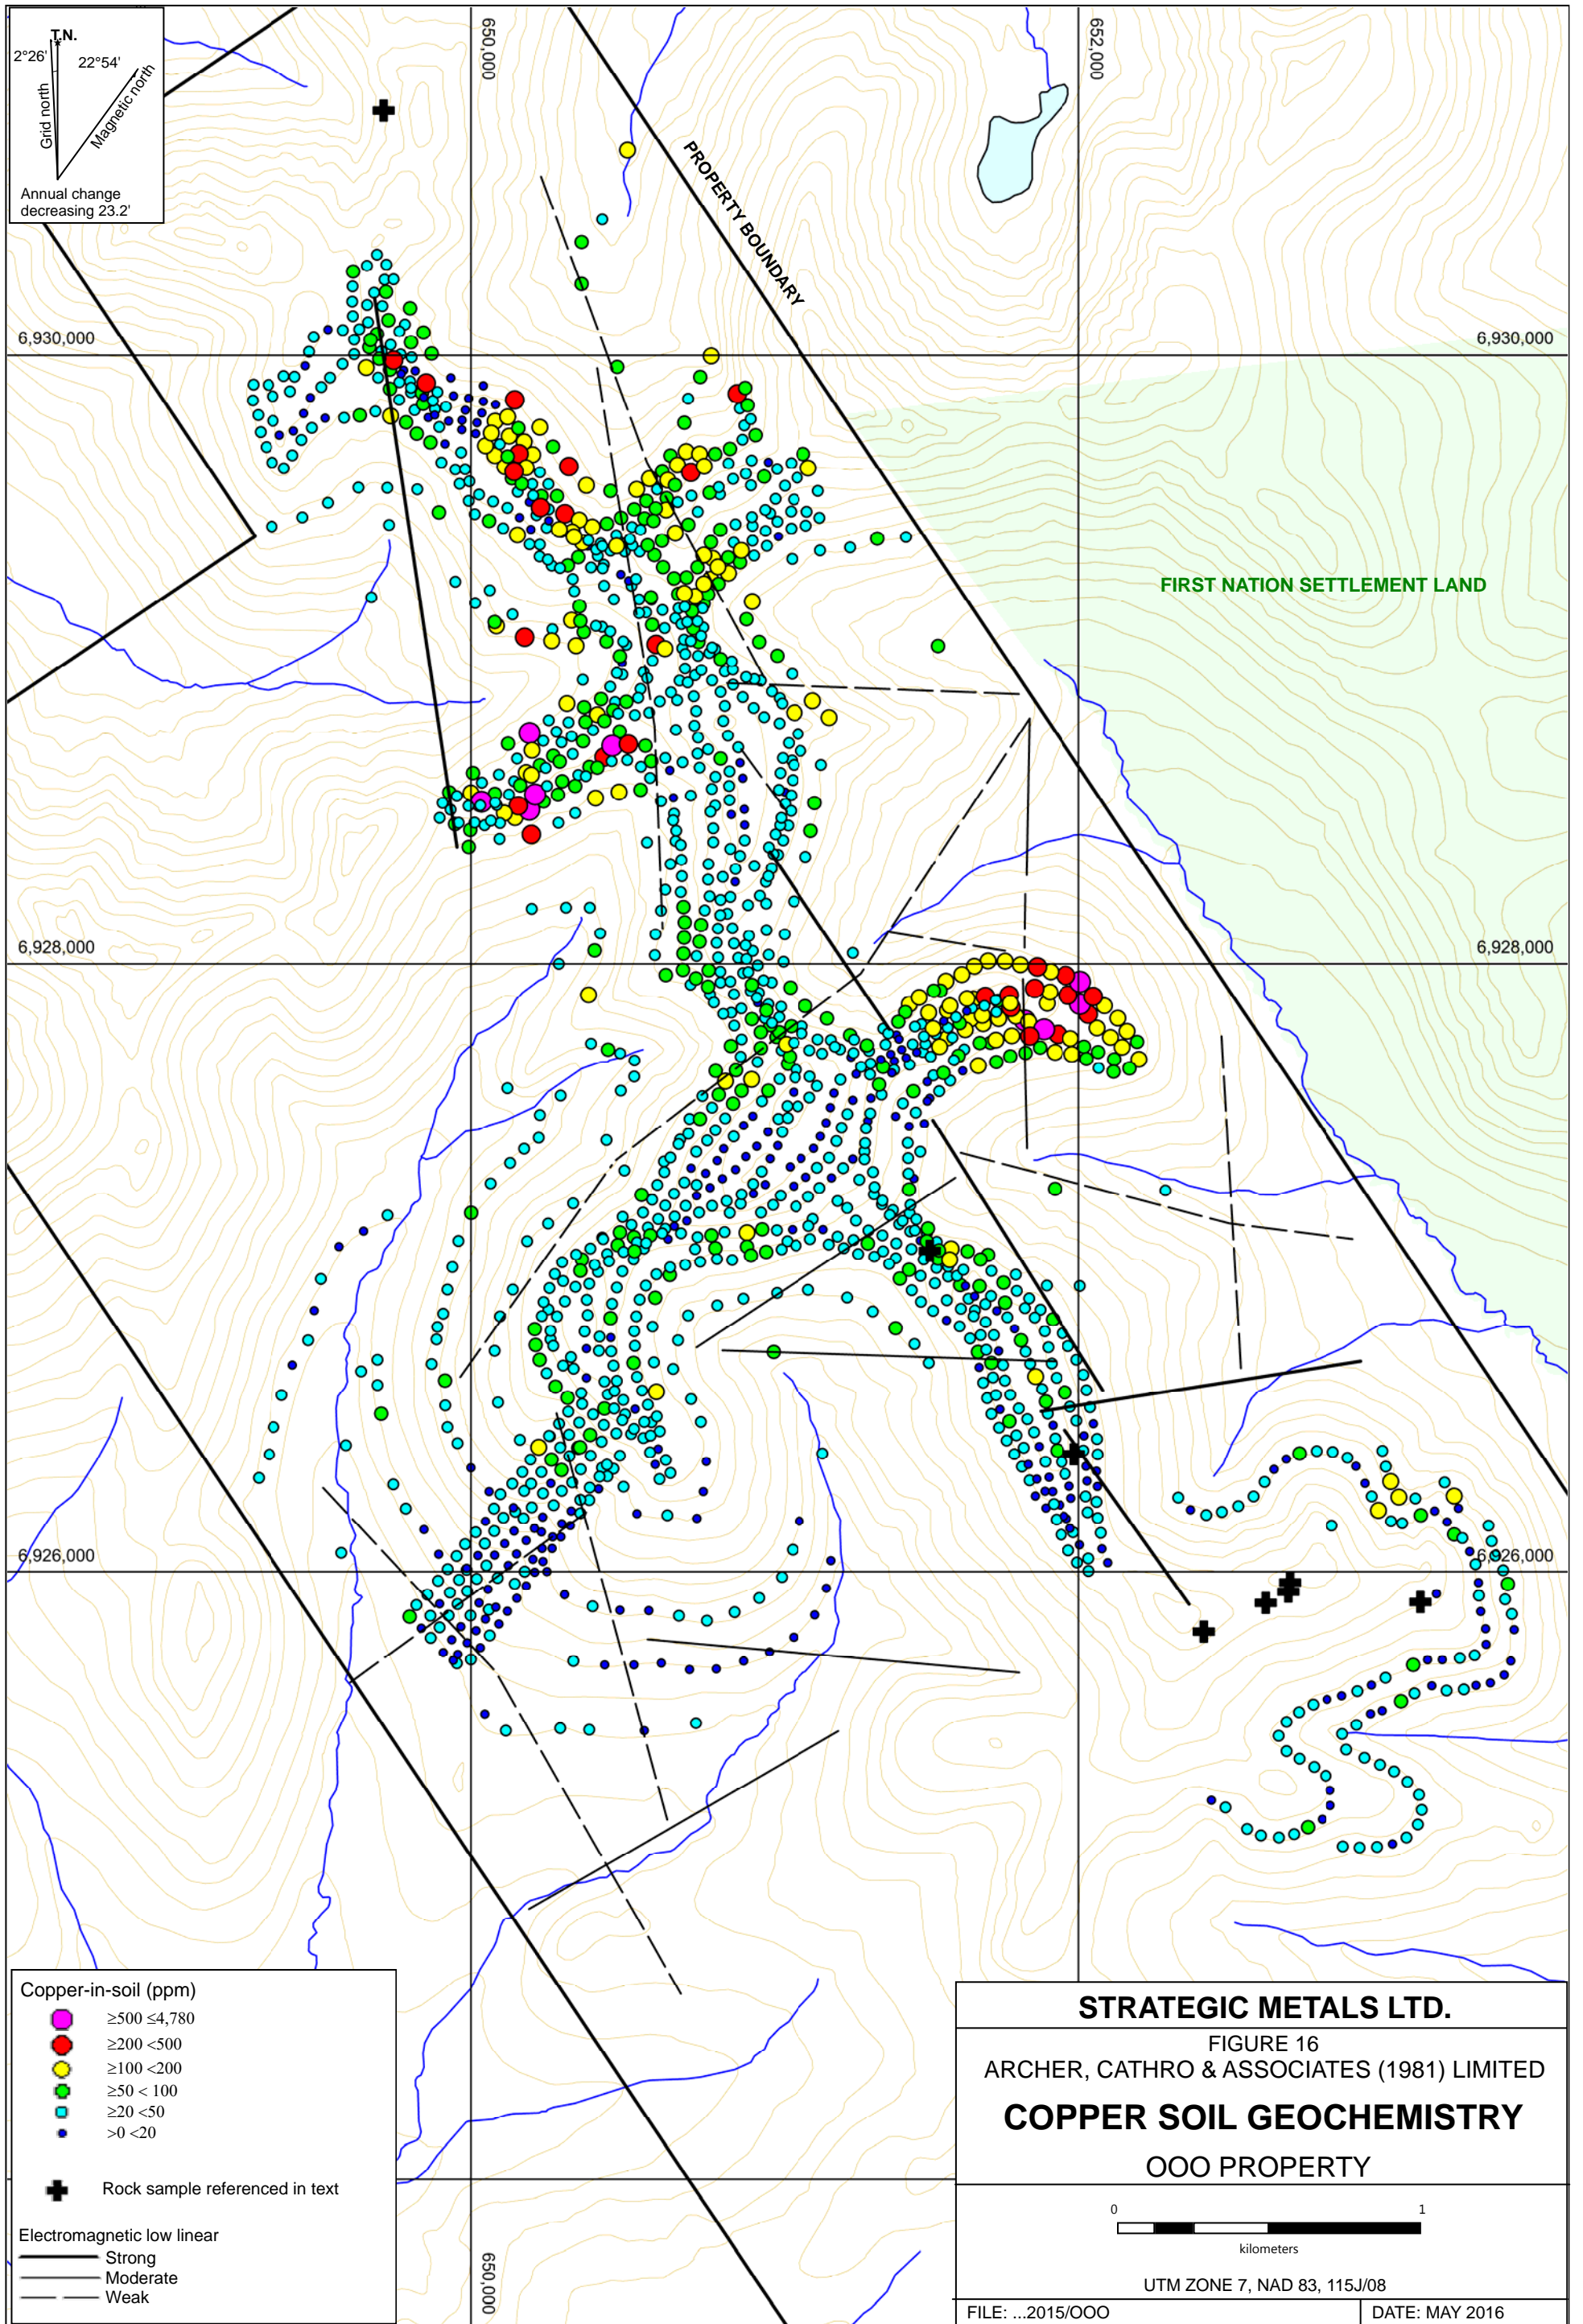 T.N.
2°26'
22°54'
Grid north
Magnetic north
Annual change
decreasing 23.2'
650,000
652,000
PROPERTY BOUNDARY
6,930,000
6,930,000
FIRST NATION SETTLEMENT LAND
6,928,000
6,928,000
6,926,000
6,926,000
Copper-in-soil (ppm)
≥500 ≤4,780
≥200 <500
≥100 <200
≥50 < 100
≥20 <50
>0 <20
Rock sample referenced in text
Electromagnetic low linear
Strong
Moderate
Weak
650,000
STRATEGIC METALS LTD.
FIGURE 16
ARCHER, CATHRO & ASSOCIATES (1981) LIMITED
COPPER SOIL GEOCHEMISTRY
OOO PROPERTY
0 1
kilometers
UTM ZONE 7, NAD 83, 115J/08
FILE: ...2015/OOO
DATE: MAY 2016